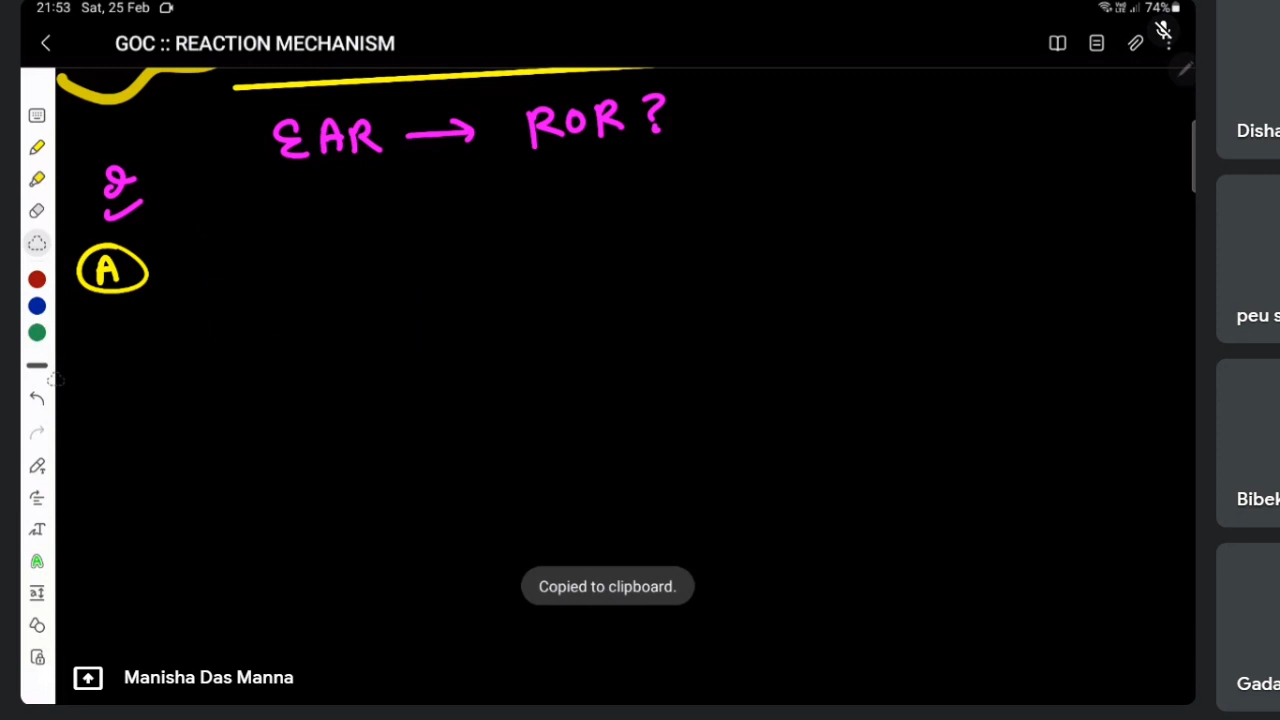 21:53 Sat, 25 Feb 74%
GOC :: REACTION MECHANISM
EAR → ROR ?
A
Copied to clipboard.
Manisha Das Manna
Disha
peu s
Bibek
Gada